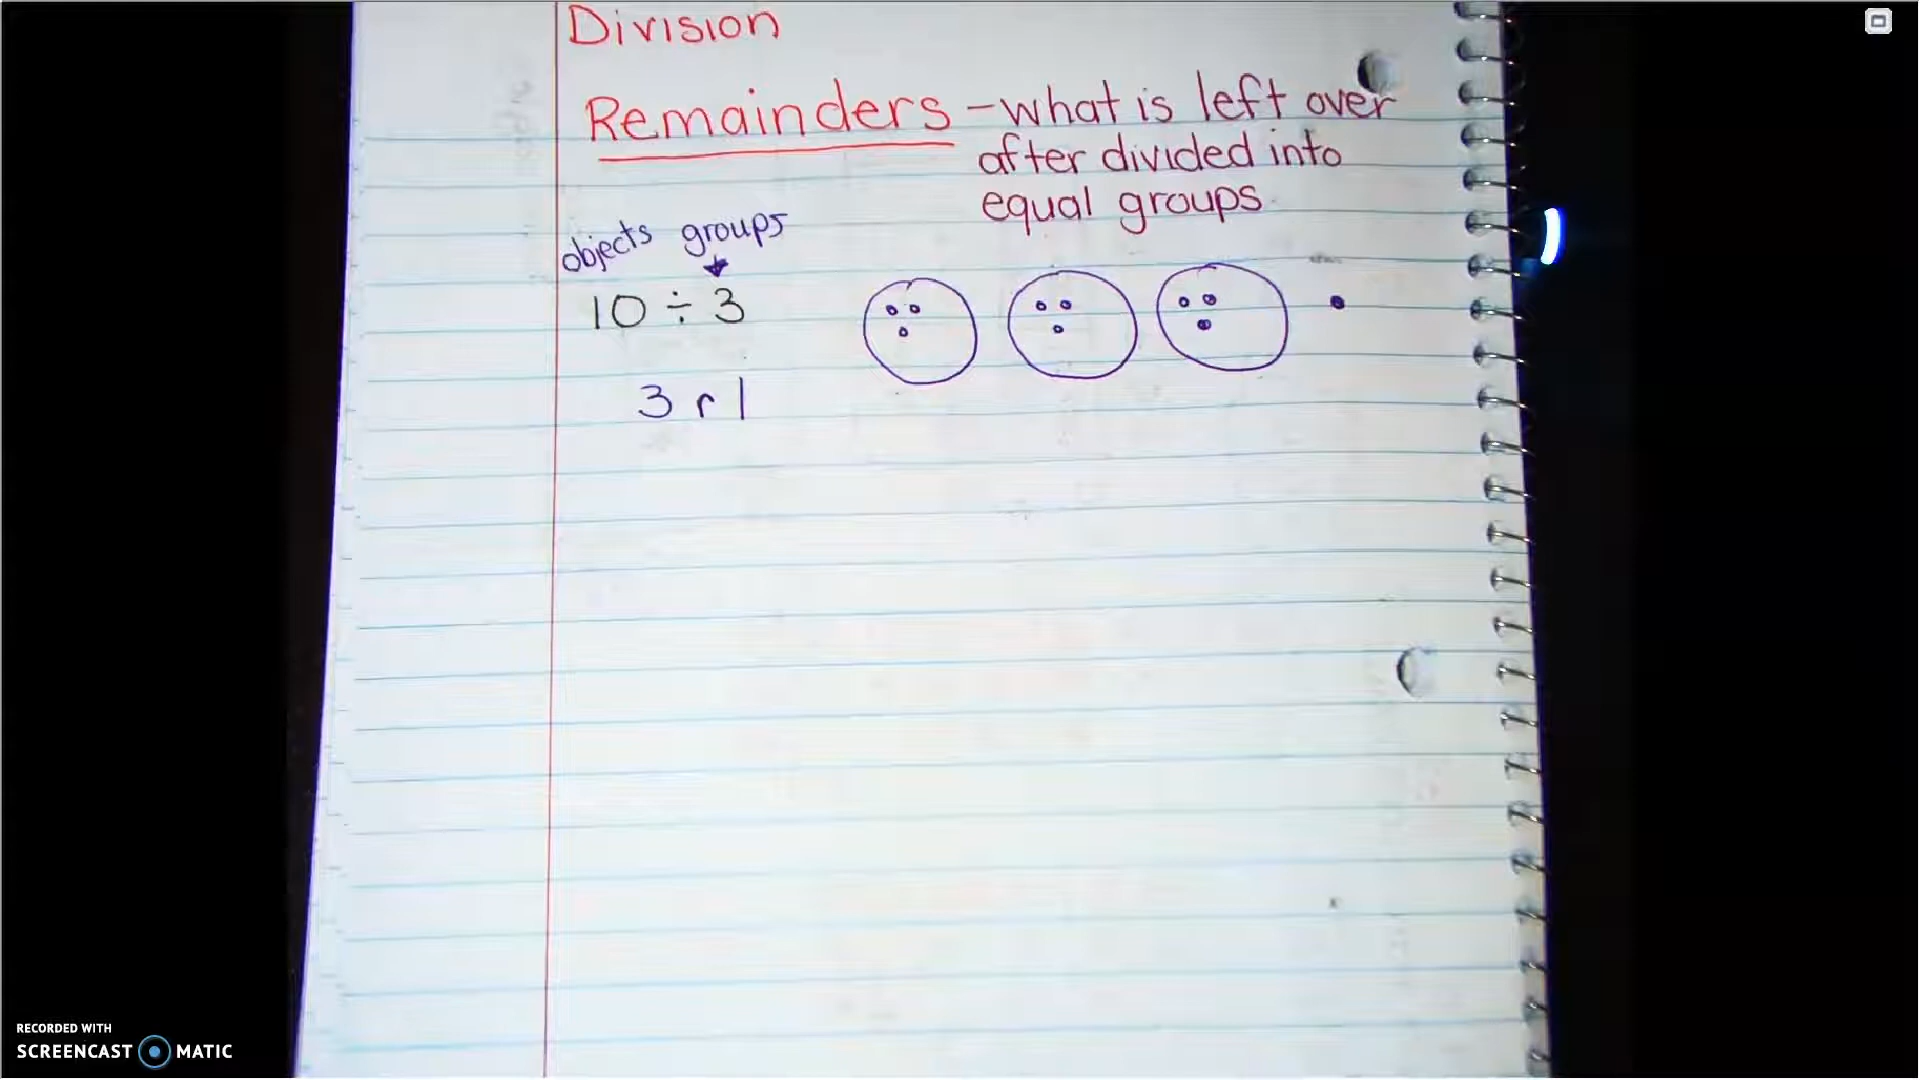 Division
Remainders - what is left over
after divided into
equal groups.
objects groups
10 ÷ 3
3 r 1
RECORDED WITH
SCREENCAST MATIC